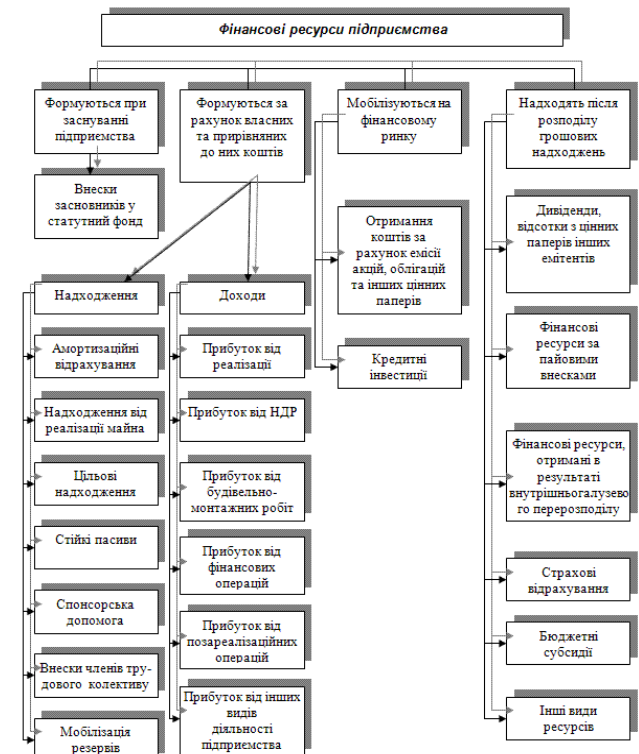 Фінансові ресурси підприємства
Формуються при
заснуванні
підприємства
Формуються за
рахунок власних
та прирівняних
до них коштів
Мобілізуються на
фінансовому
ринку
Надходять після
розподілу
грошових
надходжень
Внески
засновників у
статутний фонд
Надходження
Амортизаційні
відрахування
Надходження від
реалізації майна
Цільові
надходження
Стійкі пасиви
Спонсорська
допомога
Внески членів тру-
дового колективу
Мобілізація
резервів
Доходи
Прибуток від
реалізації
Прибуток від НДР
Прибуток від
будівельно-
монтажних робіт
Прибуток від
фінансових
операцій
Прибуток від
позареалізаційних
операцій
Прибуток від інших
видів
діяльності
підприємства
Отримання
коштів за
рахунок емісії
акцій, облігацій
та інших цінних
паперів
Кредитні
інвестиції
Дивіденди,
відсотки з цінних
паперів інших
емітентів
Фінансові
ресурси за
пайовими
внесками
Фінансові ресурси,
отримані в
результаті
внутрішньогалузево
го перерозподілу
Страхові
відрахування
Бюджетні
субсидії
Інші види
ресурсів